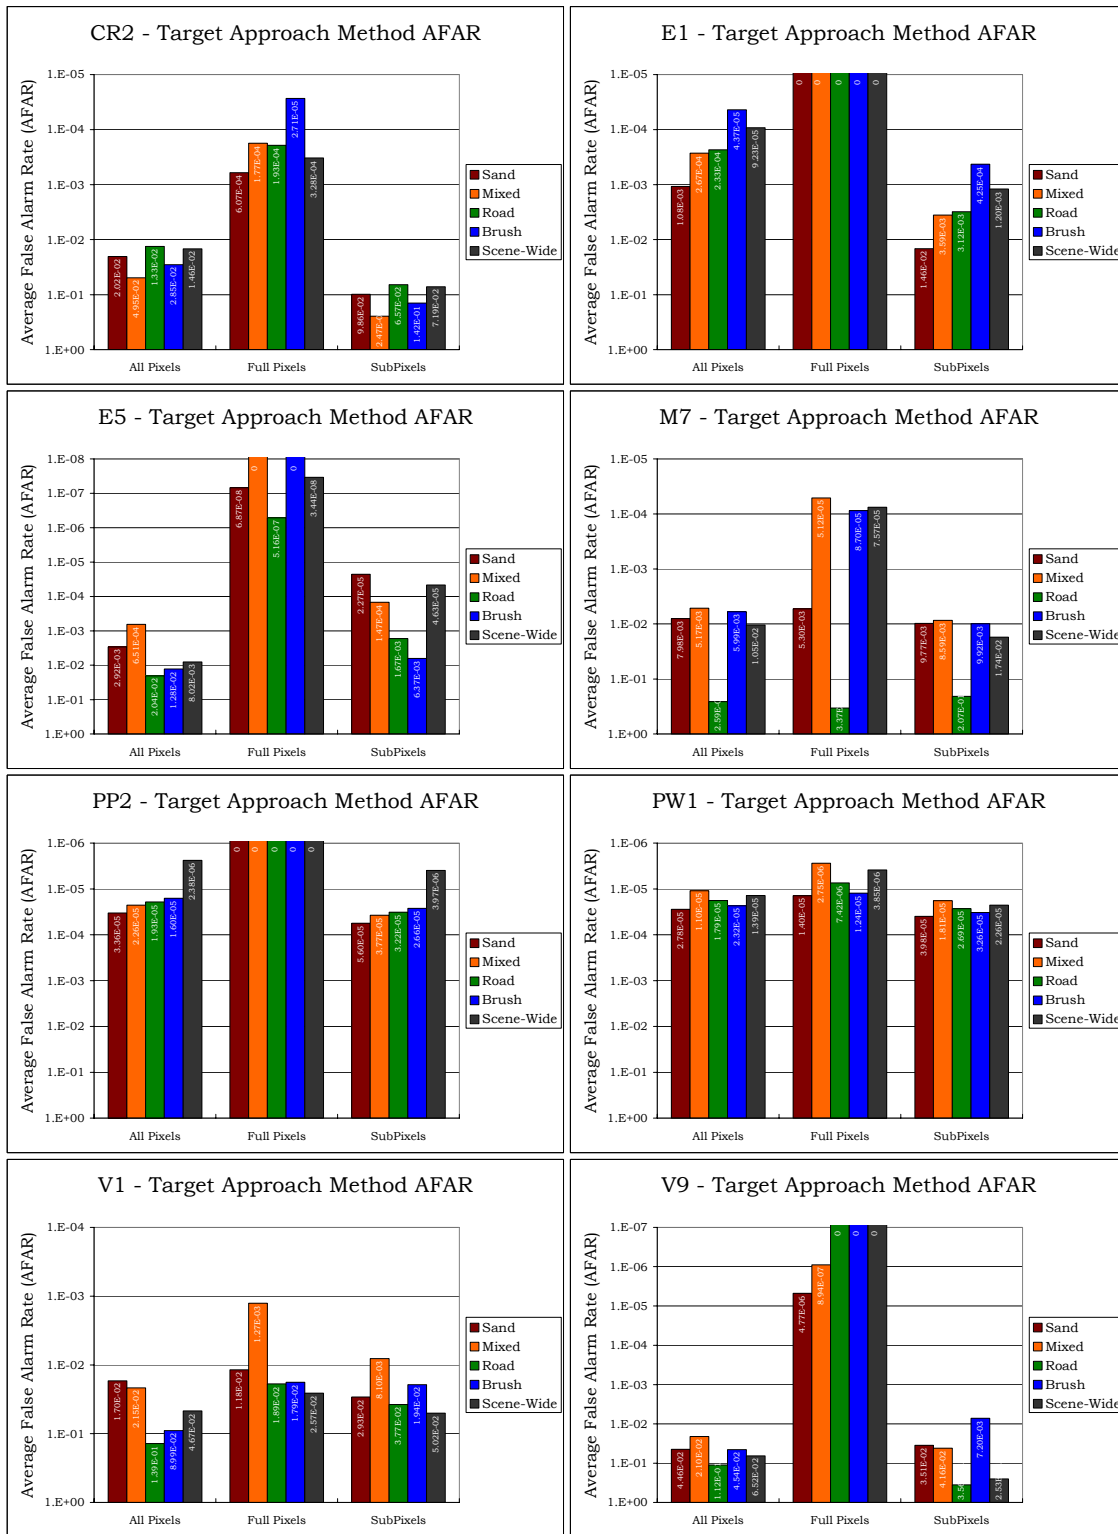 CR2 - Target Approach Method AFAR
Average False Alarm Rate (AFAR)
1.E-05
1.E-04
1.E-03
1.E-02
1.E-01
1.E+00
2.02E-02
4.95E-02
1.33E-02
2.85E-02
1.46E-02
6.07E-04
1.77E-04
1.93E-04
2.71E-05
3.28E-04
9.86E-02
6.57E-02
1.42E-01
7.19E-02
All Pixels
Full Pixels
SubPixels
Sand
Mixed
Road
Brush
Scene-Wide
E1 - Target Approach Method AFAR
Average False Alarm Rate (AFAR)
1.E-05
1.E-04
1.E-03
1.E-02
1.E-01
1.E+00
1.08E-03
2.67E-04
2.33E-04
4.37E-05
9.23E-05
0
0
0
0
0
1.46E-02
3.59E-03
3.12E-03
4.25E-04
1.20E-03
All Pixels
Full Pixels
SubPixels
Sand
Mixed
Road
Brush
Scene-Wide
E5 - Target Approach Method AFAR
Average False Alarm Rate (AFAR)
1.E-08
1.E-07
1.E-06
1.E-05
1.E-04
1.E-03
1.E-02
1.E-01
1.E+00
2.92E-03
6.51E-04
2.04E-02
1.28E-02
8.02E-03
6.87E-08
0
5.16E-07
0
3.44E-08
2.27E-05
1.47E-04
1.67E-03
6.37E-03
4.63E-05
All Pixels
Full Pixels
SubPixels
Sand
Mixed
Road
Brush
Scene-Wide
M7 - Target Approach Method AFAR
Average False Alarm Rate (AFAR)
1.E-05
1.E-04
1.E-03
1.E-02
1.E-01
1.E+00
7.98E-03
5.17E-03
5.99E-03
1.05E-02
5.30E-03
5.12E-05
8.70E-05
7.57E-05
9.77E-03
8.59E-03
9.92E-03
1.74E-02
All Pixels
Full Pixels
SubPixels
Sand
Mixed
Road
Brush
Scene-Wide
PP2 - Target Approach Method AFAR
Average False Alarm Rate (AFAR)
1.E-06
1.E-05
1.E-04
1.E-03
1.E-02
1.E-01
1.E+00
3.36E-05
2.26E-05
1.93E-05
1.60E-05
2.38E-06
0
0
0
0
0
5.60E-05
3.77E-05
3.22E-05
2.66E-05
3.97E-06
All Pixels
Full Pixels
SubPixels
Sand
Mixed
Road
Brush
Scene-Wide
PW1 - Target Approach Method AFAR
Average False Alarm Rate (AFAR)
1.E-06
1.E-05
1.E-04
1.E-03
1.E-02
1.E-01
1.E+00
2.78E-05
1.10E-05
1.79E-05
2.32E-05
1.39E-05
1.40E-05
2.75E-06
7.42E-06
1.24E-05
3.85E-06
3.98E-05
1.81E-05
2.69E-05
3.26E-05
2.26E-05
All Pixels
Full Pixels
SubPixels
Sand
Mixed
Road
Brush
Scene-Wide
V1 - Target Approach Method AFAR
Average False Alarm Rate (AFAR)
1.E-04
1.E-03
1.E-02
1.E-01
1.E+00
1.70E-02
2.15E-02
1.39E-01
8.99E-02
4.67E-02
1.18E-02
1.27E-03
1.89E-02
1.79E-02
2.57E-02
2.93E-02
8.10E-03
3.77E-02
1.94E-02
5.02E-02
All Pixels
Full Pixels
SubPixels
Sand
Mixed
Road
Brush
Scene-Wide
V9 - Target Approach Method AFAR
Average False Alarm Rate (AFAR)
1.E-07
1.E-06
1.E-05
1.E-04
1.E-03
1.E-02
1.E-01
1.E+00
4.46E-02
2.10E-02
4.54E-02
6.52E-02
4.77E-06
8.94E-07
0
0
0
3.51E-02
4.16E-02
7.20E-03
All Pixels
Full Pixels
SubPixels
Sand
Mixed
Road
Brush
Scene-Wide